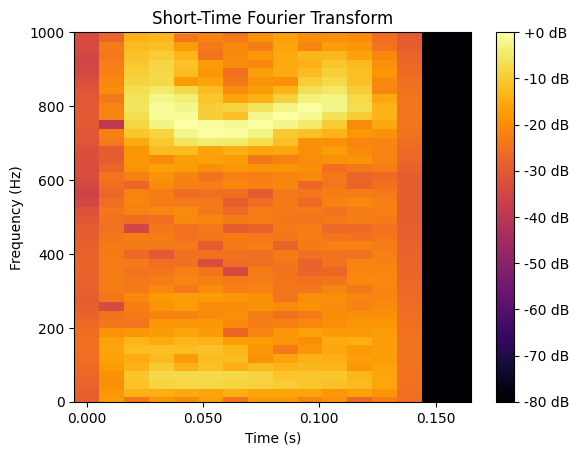 Short-Time Fourier Transform
1000
800
600
400
200
0
Frequency (Hz)
0.000
0.050
0.100
0.150
Time (s)
+0 dB
-10 dB
-20 dB
-30 dB
-40 dB
-50 dB
-60 dB
-70 dB
-80 dB